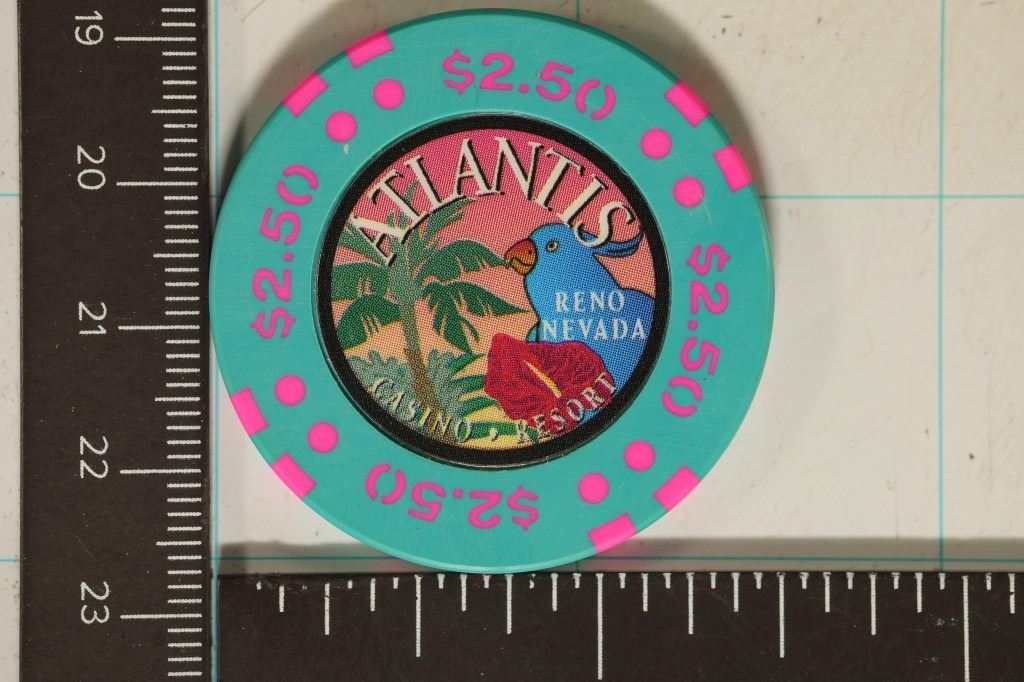 19
20
21
22
23
$2.50
$2.50
$2.50
$2.50
ATLANTIS
RENO
NEVADA
CASINO • RESORT